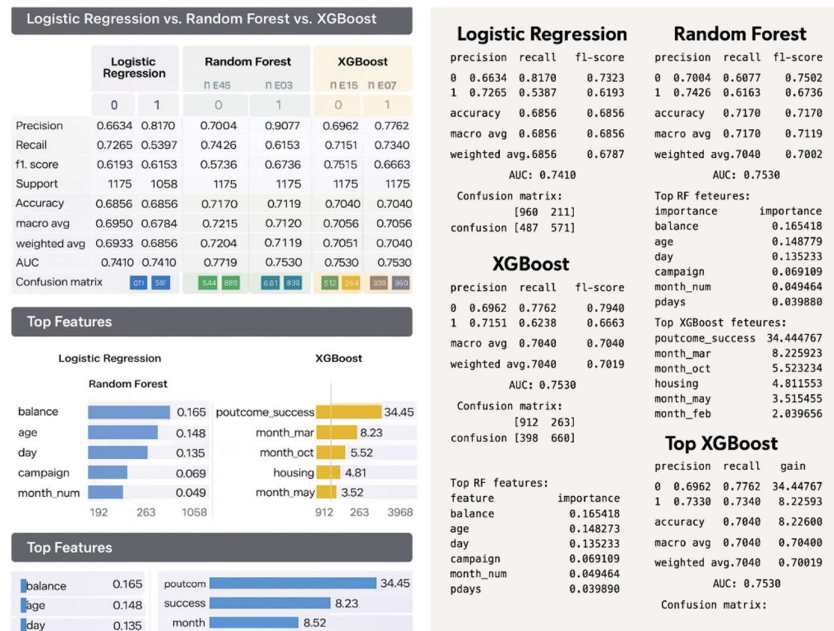 Logistic Regression vs. Random Forest vs. XGBoost
Logistic Regression Random Forest XGBoost
n E45 n E03 n E15 n E07
0 1 0 1 0 1
Precision 0.6634 0.8170 0.7004 0.9077 0.6962 0.7762
Recail 0.7265 0.5397 0.7426 0.6153 0.7151 0.7340
f1. score 0.6193 0.6153 0.5736 0.6736 0.7515 0.6663
Support 1175 1058 1175 1175 1175 1175
Accuracy 0.6856 0.6856 0.7170 0.7119 0.7040 0.7040
macro avg 0.6950 0.6784 0.7215 0.7120 0.7056 0.7056
weighted avg 0.6933 0.6856 0.7204 0.7119 0.7051 0.7040
AUC 0.7410 0.7410 0.7719 0.7530 0.7530 0.7530
Confusion matrix
Top Features
Logistic Regression XGBoost
Random Forest
balance 0.165 poutcome_success 34.45
age 0.148 month_mar 8.23
day 0.135 month_oct 5.52
campaign 0.069 housing 4.81
month_num 0.049 month_may 3.52
192 263 1058 912 263 3968
Top Features
balance 0.165 poutcom 34.45
age 0.148 success 8.23
day 0.135 month 8.52
Logistic Regression
precision recall f1-score
0 0.6634 0.8170 0.7323
1 0.7265 0.5387 0.6193
accuracy 0.6856 0.6856
macro avg 0.6856 0.6856
weighted avg.6856 0.6787
AUC: 0.7410
Confusion matrix:
[960 211]
confusion [487 571]
XGBoost
precision recall fl-score
0 0.6962 0.7762 0.7940
1 0.7151 0.6238 0.6663
macro avg 0.7040 0.7040
weighted avg.7040 0.7019
AUC: 0.7530
Confusion matrix:
[912 263]
confusion [398 660]
Top RF features:
feature importance
balance 0.165418
age 0.148273
day 0.135233
campaign 0.069109
month_num 0.049464
pdays 0.039890
Random Forest
precision recall f1-score
0 0.7004 0.6077 0.7502
1 0.7426 0.6163 0.6736
accuracy 0.7170 0.7170
macro avg 0.7170 0.7119
weighted avg.7040 0.7002
AUC: 0.7530
Top RF feteures:
importance importance
balance 0.165418
age 0.148779
day 0.135233
campaign 0.069109
month_num 0.049464
pdays 0.039880
Top XGBoost feteures:
poutcome_success 34.444767
month_mar 8.225923
month_oct 5.523234
housing 4.811553
month_may 3.515455
month_feb 2.039656
Top XGBoost
precision recall gain
0 0.6962 0.7762 34.44767
1 0.7330 0.7340 8.22593
accuracy 0.7040 8.22600
macro avg 0.7040 0.70400
weighted avg.7040 0.70019
AUC: 0.7530
Confusion matrix: